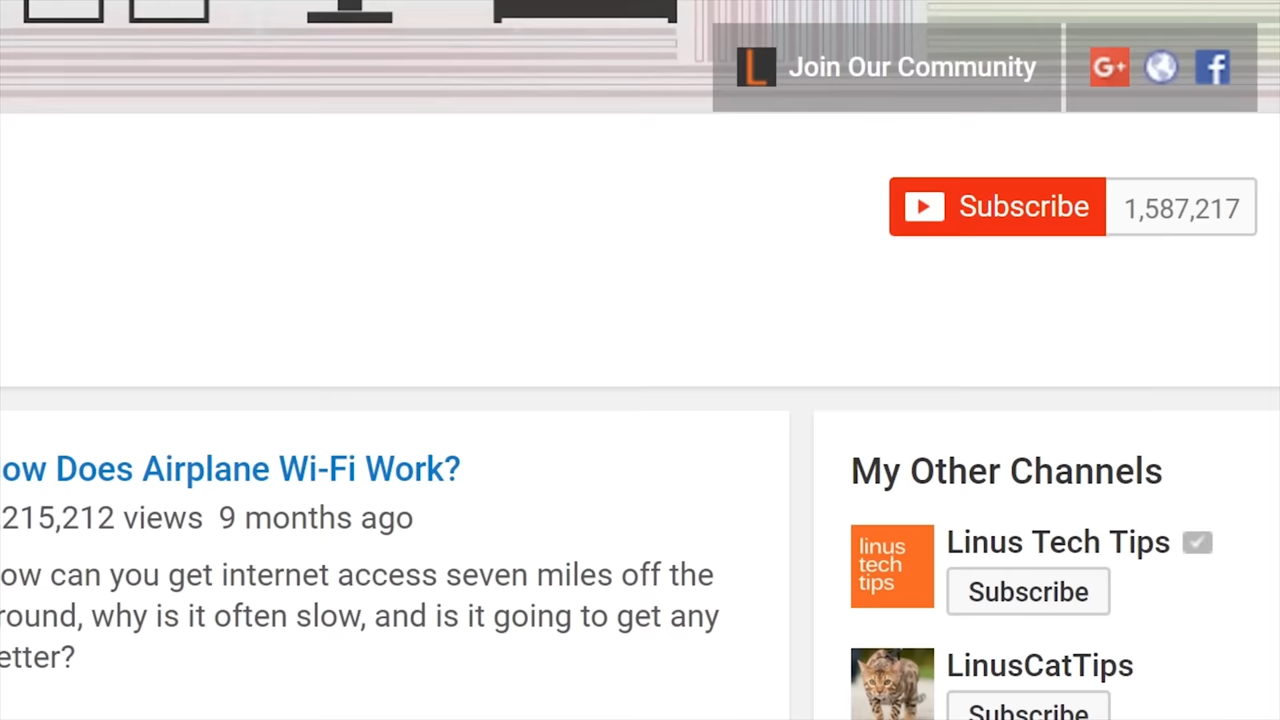 L Join Our Community G+ f
Subscribe 1,587,217
ow Does Airplane Wi-Fi Work?
,215,212 views 9 months ago
ow can you get internet access seven miles off the
round, why is it often slow, and is it going to get any
etter?
My Other Channels
linus
tech
tips
Linus Tech Tips
Subscribe
LinusCatTips
Subscribe